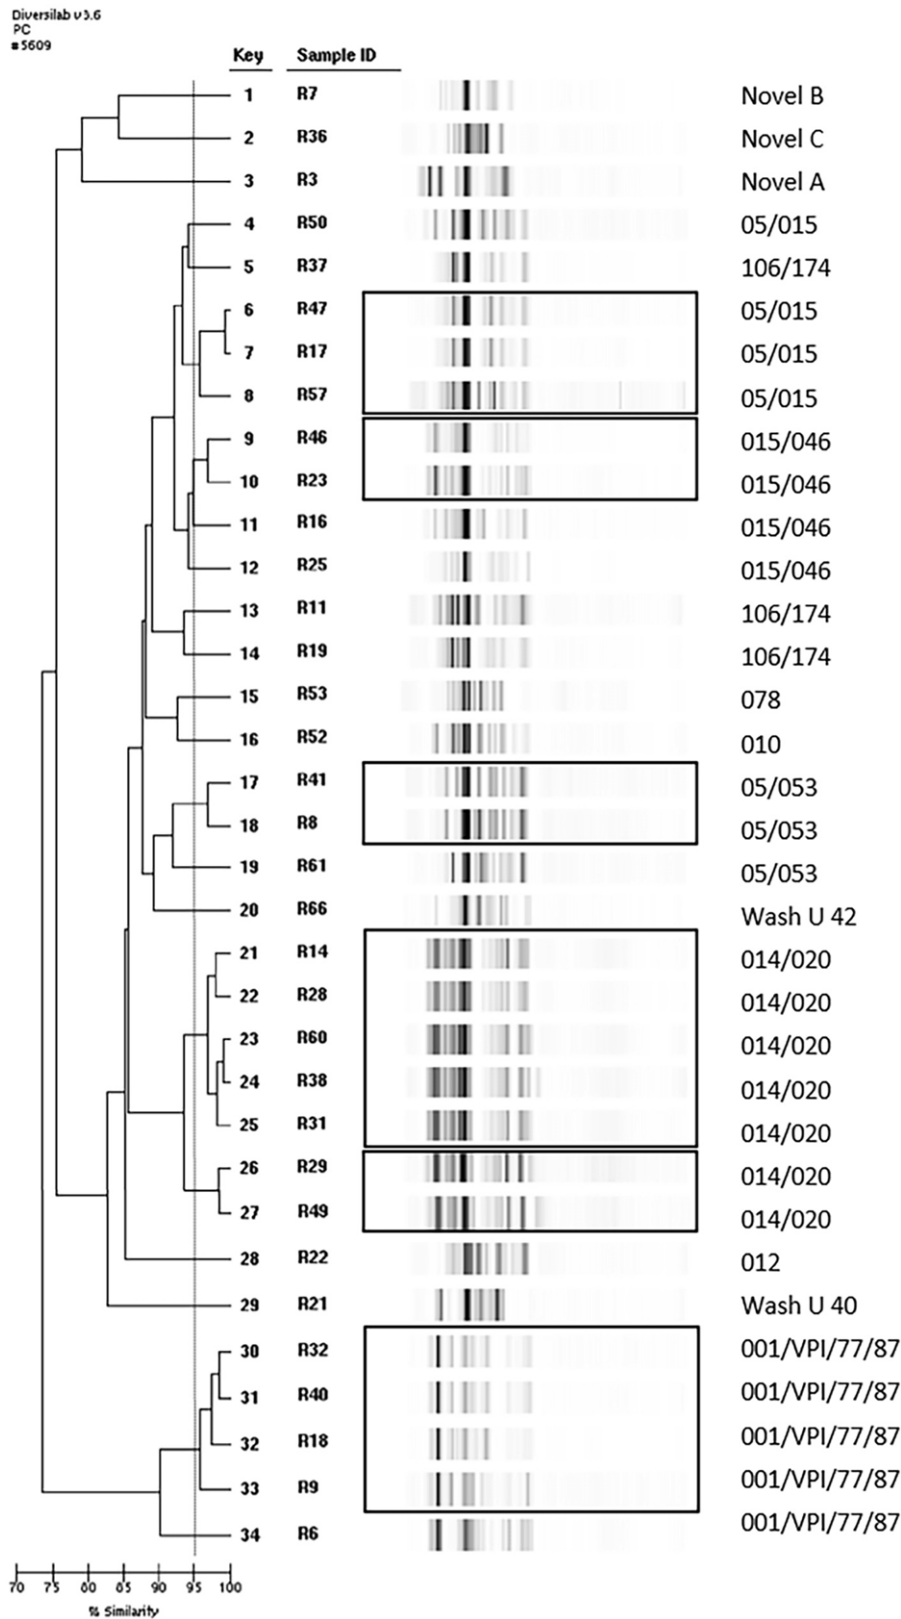 Diversilab v3.6
PC
#5609
Key Sample ID
1 R7 Novel B
2 R36 Novel C
3 R3 Novel A
4 R50 05/015
5 R37 106/174
6 R47 05/015
7 R17 05/015
8 R57 05/015
9 R46 015/046
10 R23 015/046
11 R16 015/046
12 R25 015/046
13 R11 106/174
14 R19 106/174
15 R53 078
16 R52 010
17 R41 05/053
18 R8 05/053
19 R61 05/053
20 R66 Wash U 42
21 R14 014/020
22 R28 014/020
23 R60 014/020
24 R38 014/020
25 R31 014/020
26 R29 014/020
27 R49 014/020
28 R22 012
29 R21 Wash U 40
30 R32 001/VPI/77/87
31 R40 001/VPI/77/87
32 R18 001/VPI/77/87
33 R9 001/VPI/77/87
34 R6 001/VPI/77/87
70 75 80 85 90 95 100
% Similarity